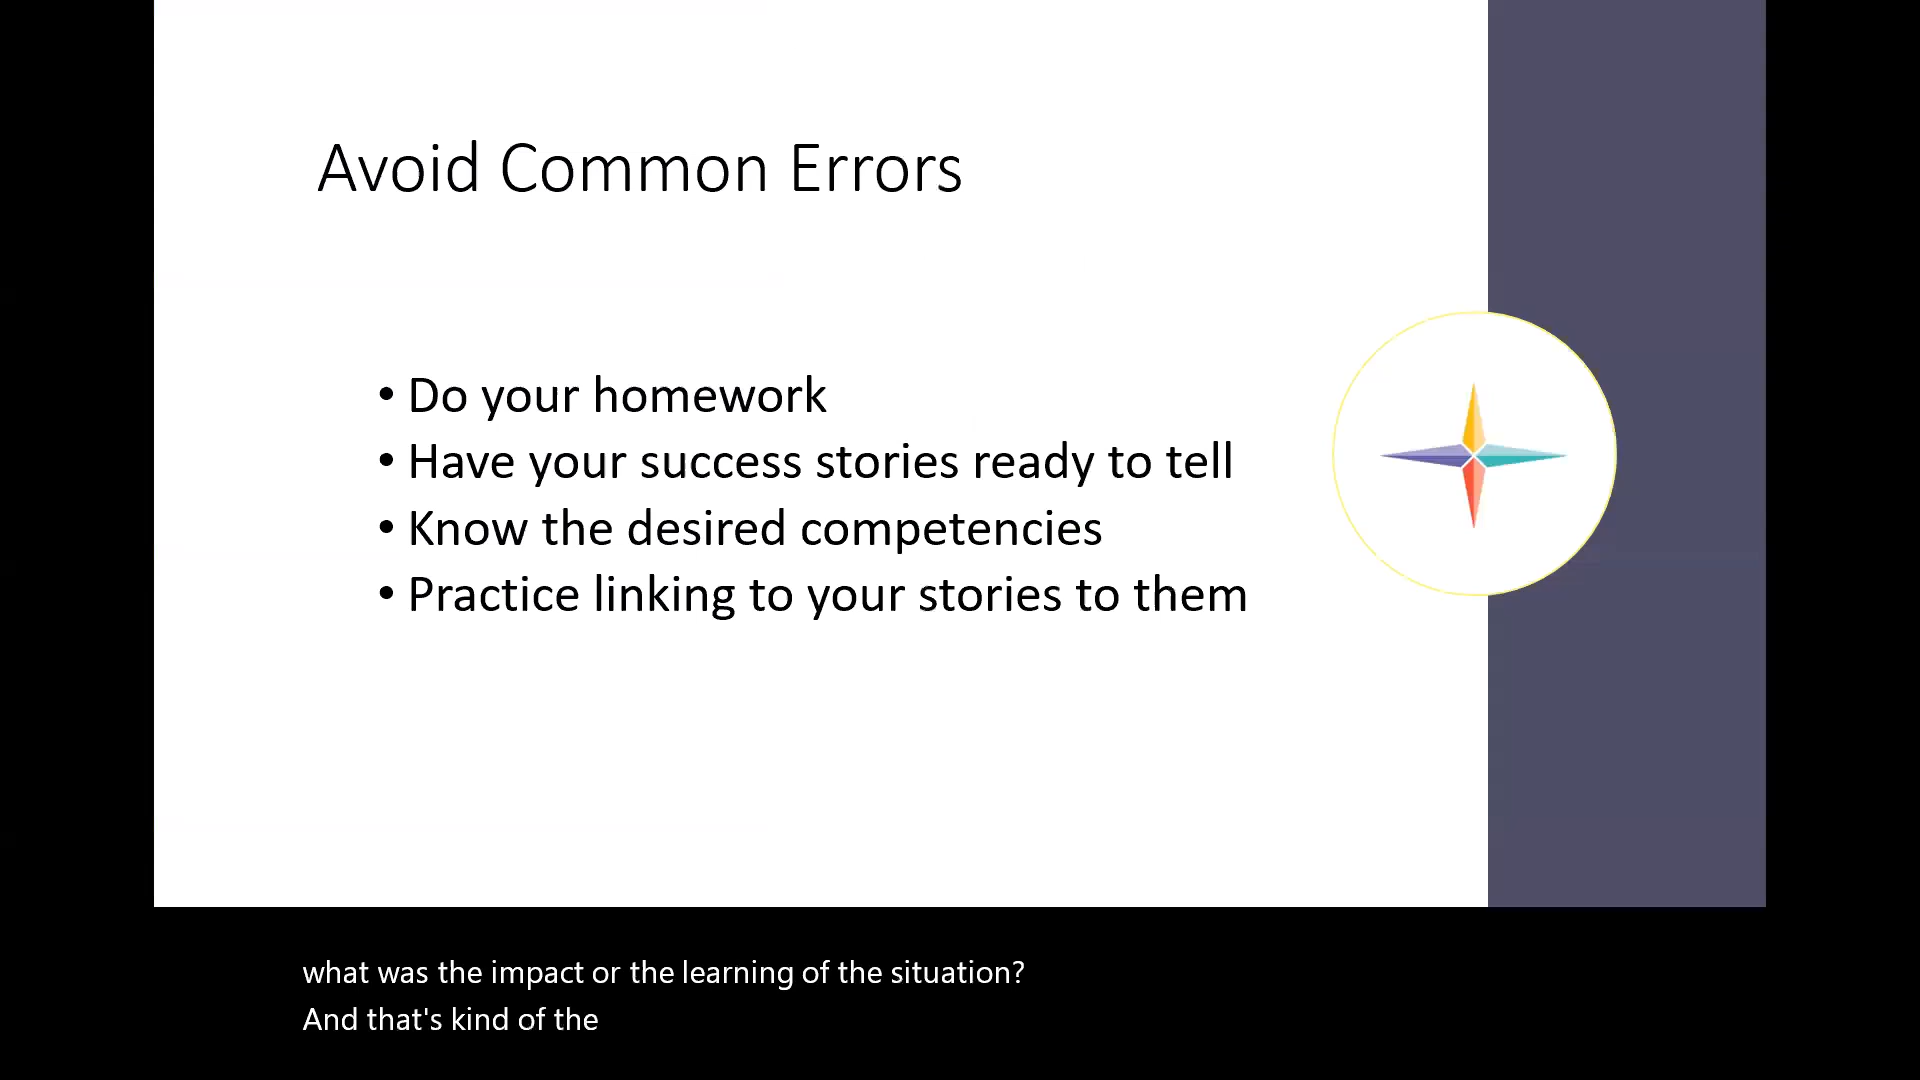 Avoid Common Errors
• Do your homework
• Have your success stories ready to tell
• Know the desired competencies
• Practice linking to your stories to them
what was the impact or the learning of the situation?
And that's kind of the